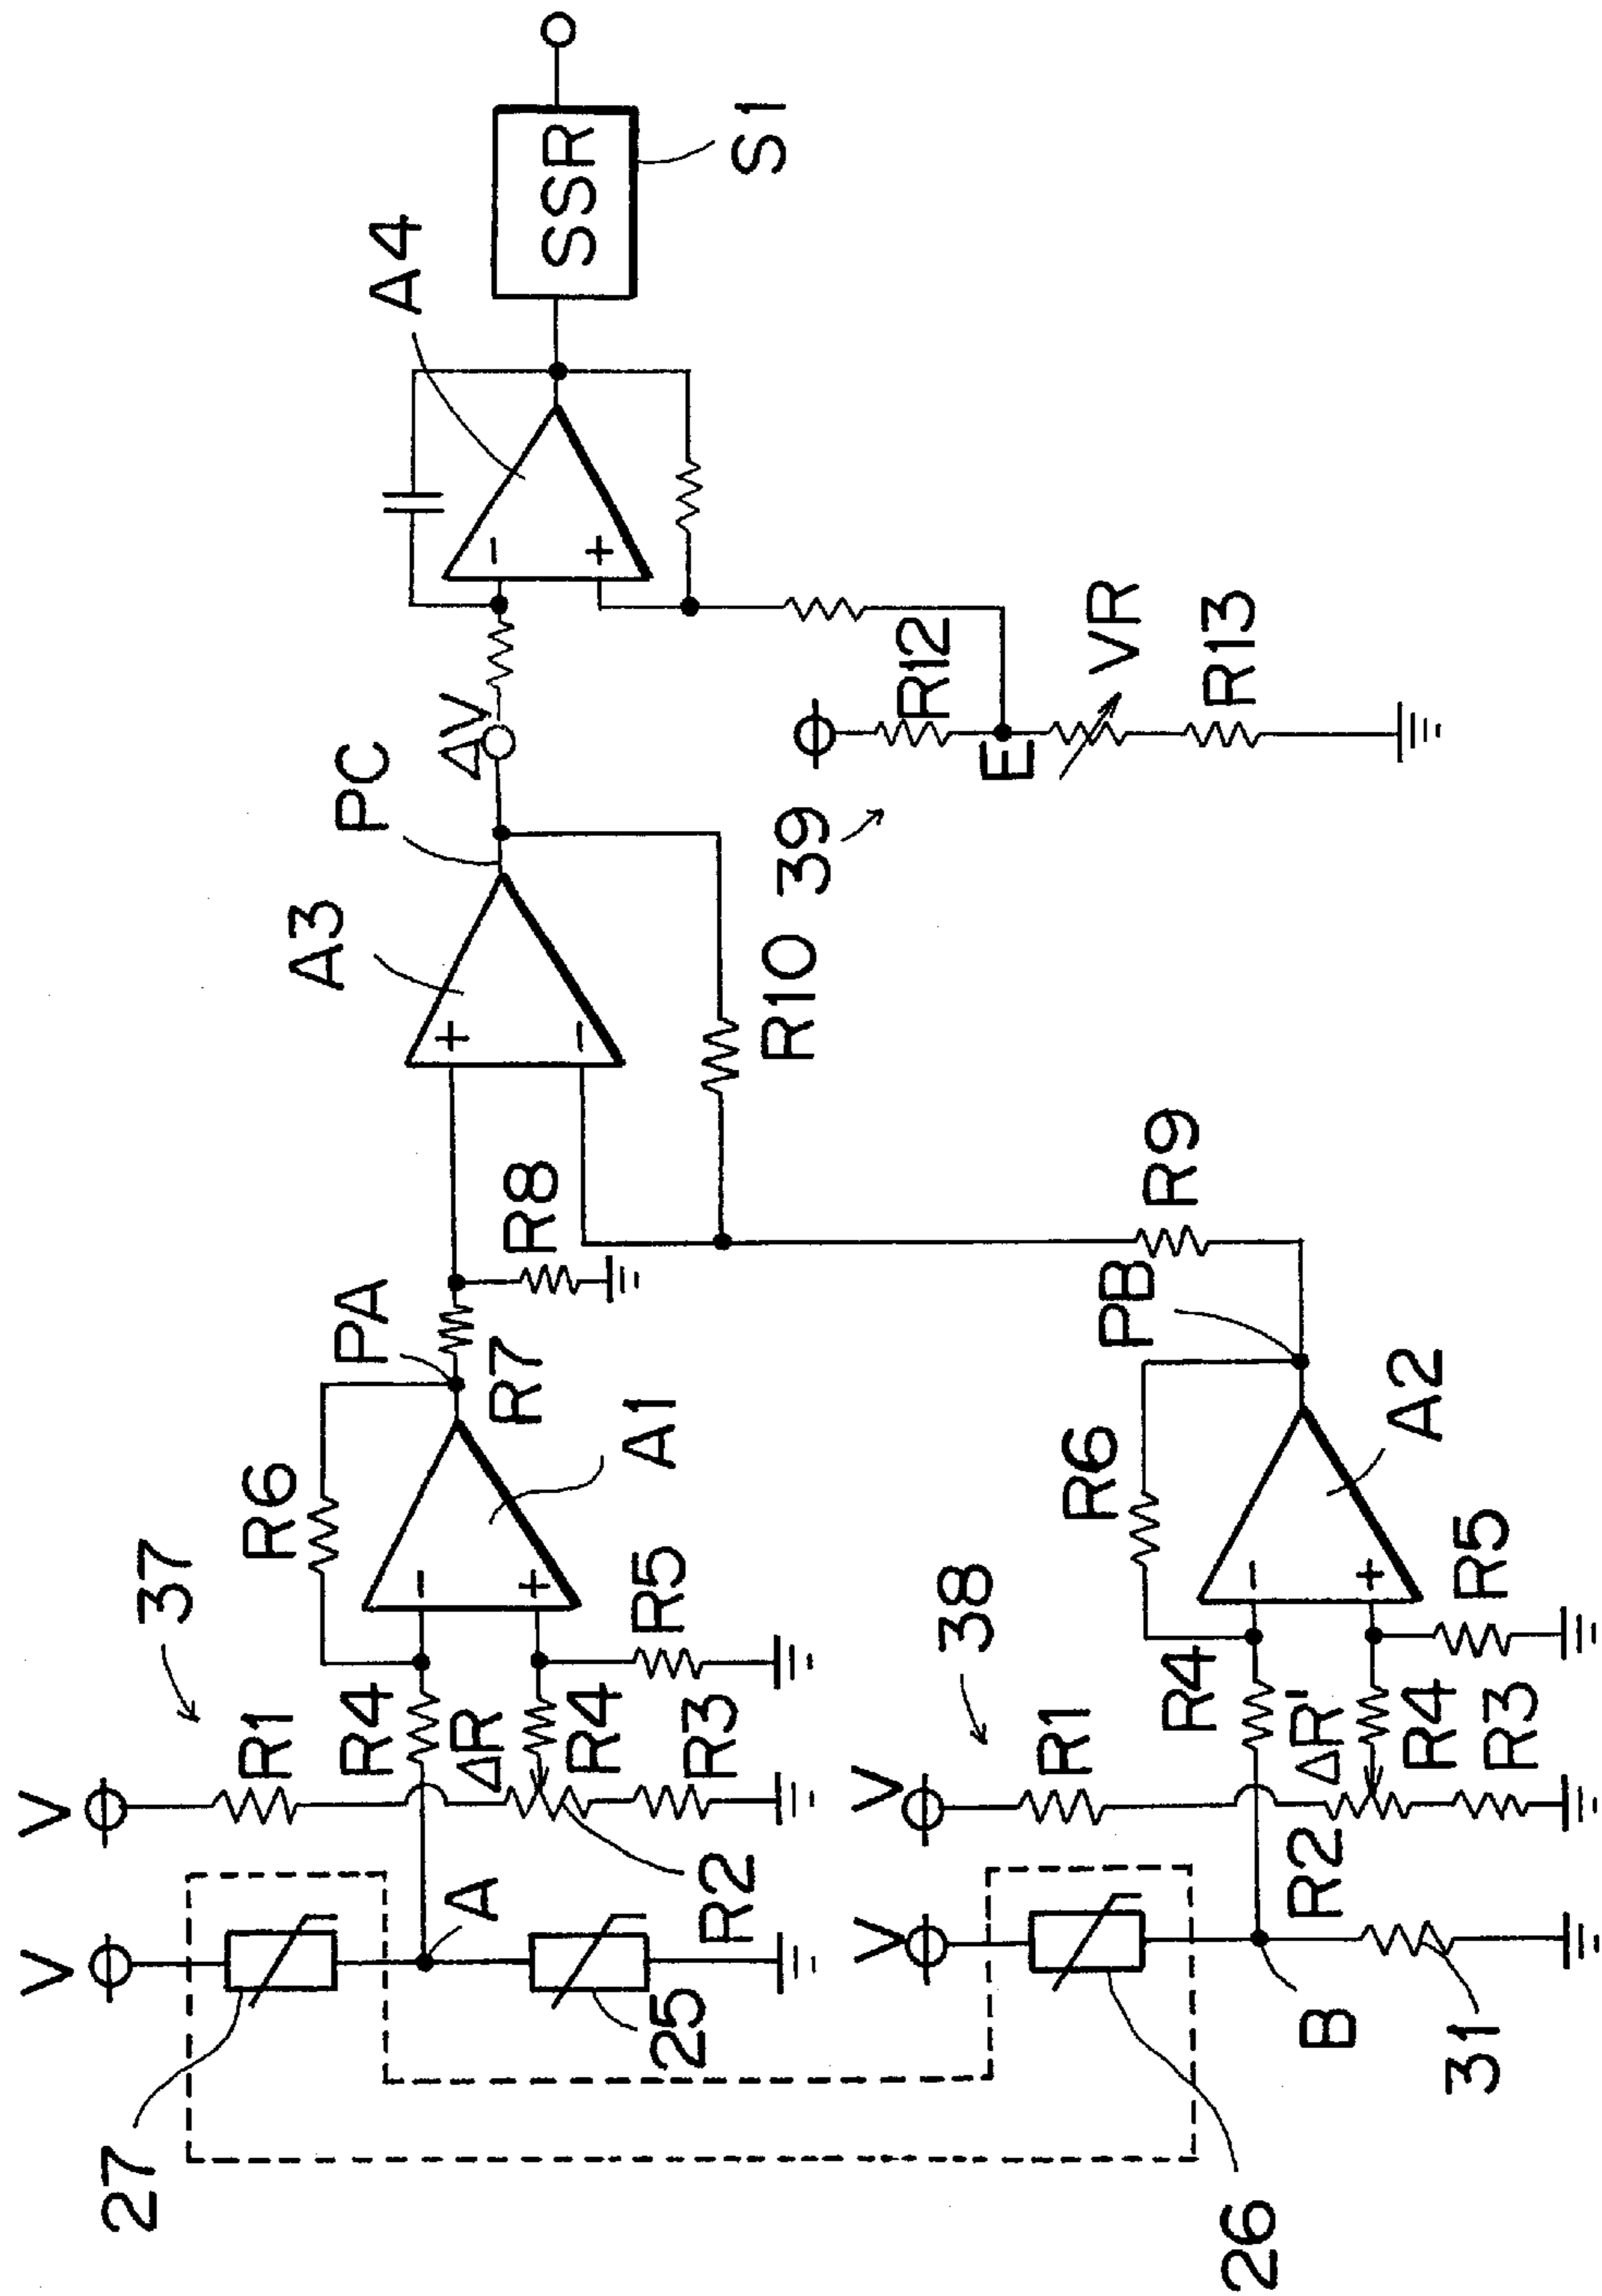 V
V
37
27
R1
R6
PA
A3
PC
A4
R4
A
ΔR
A1
R7
R8
ΔV
SSR
25
R2
R4
R5
R3
R10
39
R12
E
VR
R13
S1
V
V
38
R1
R6
PB
R9
R4
ΔR'
R2
R4
R5
R3
A2
26
B
31
-
+
-
+
+
-
-
+